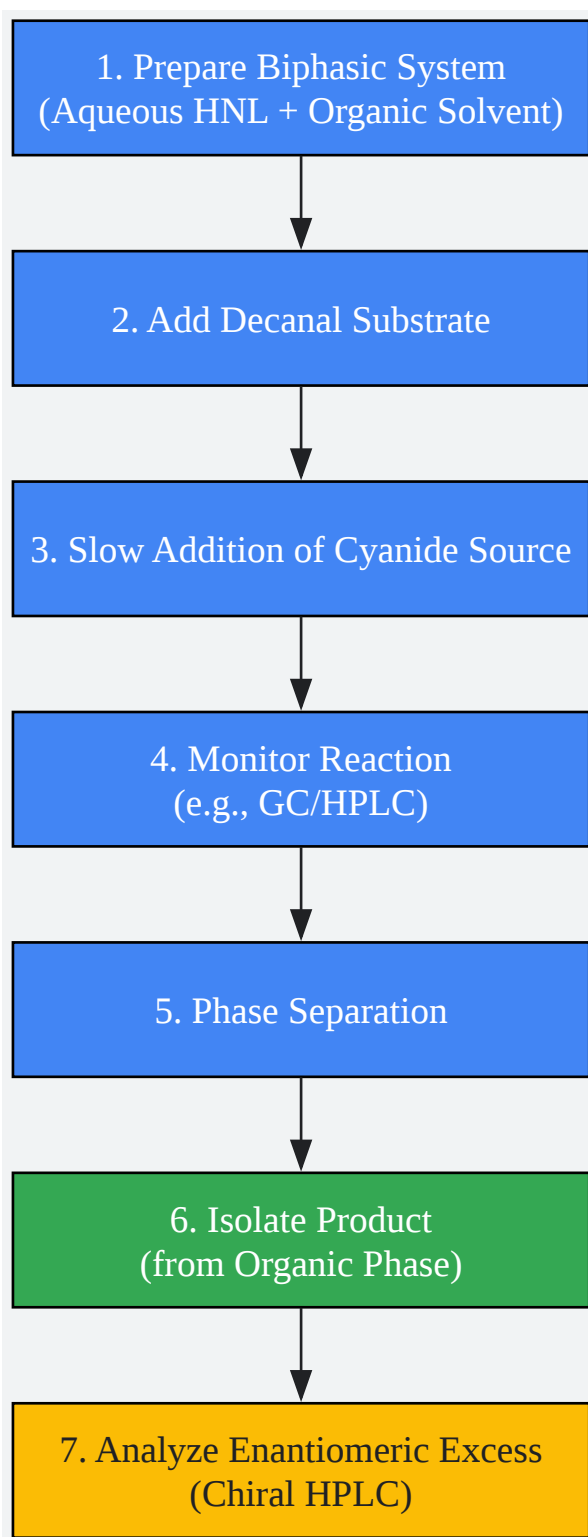 1. Prepare Biphasic System
(Aqueous HNL + Organic Solvent)
2. Add Decanal Substrate
3. Slow Addition of Cyanide Source
4. Monitor Reaction
(e.g., GC/HPLC)
5. Phase Separation
6. Isolate Product
(from Organic Phase)
7. Analyze Enantiomeric Excess
(Chiral HPLC)